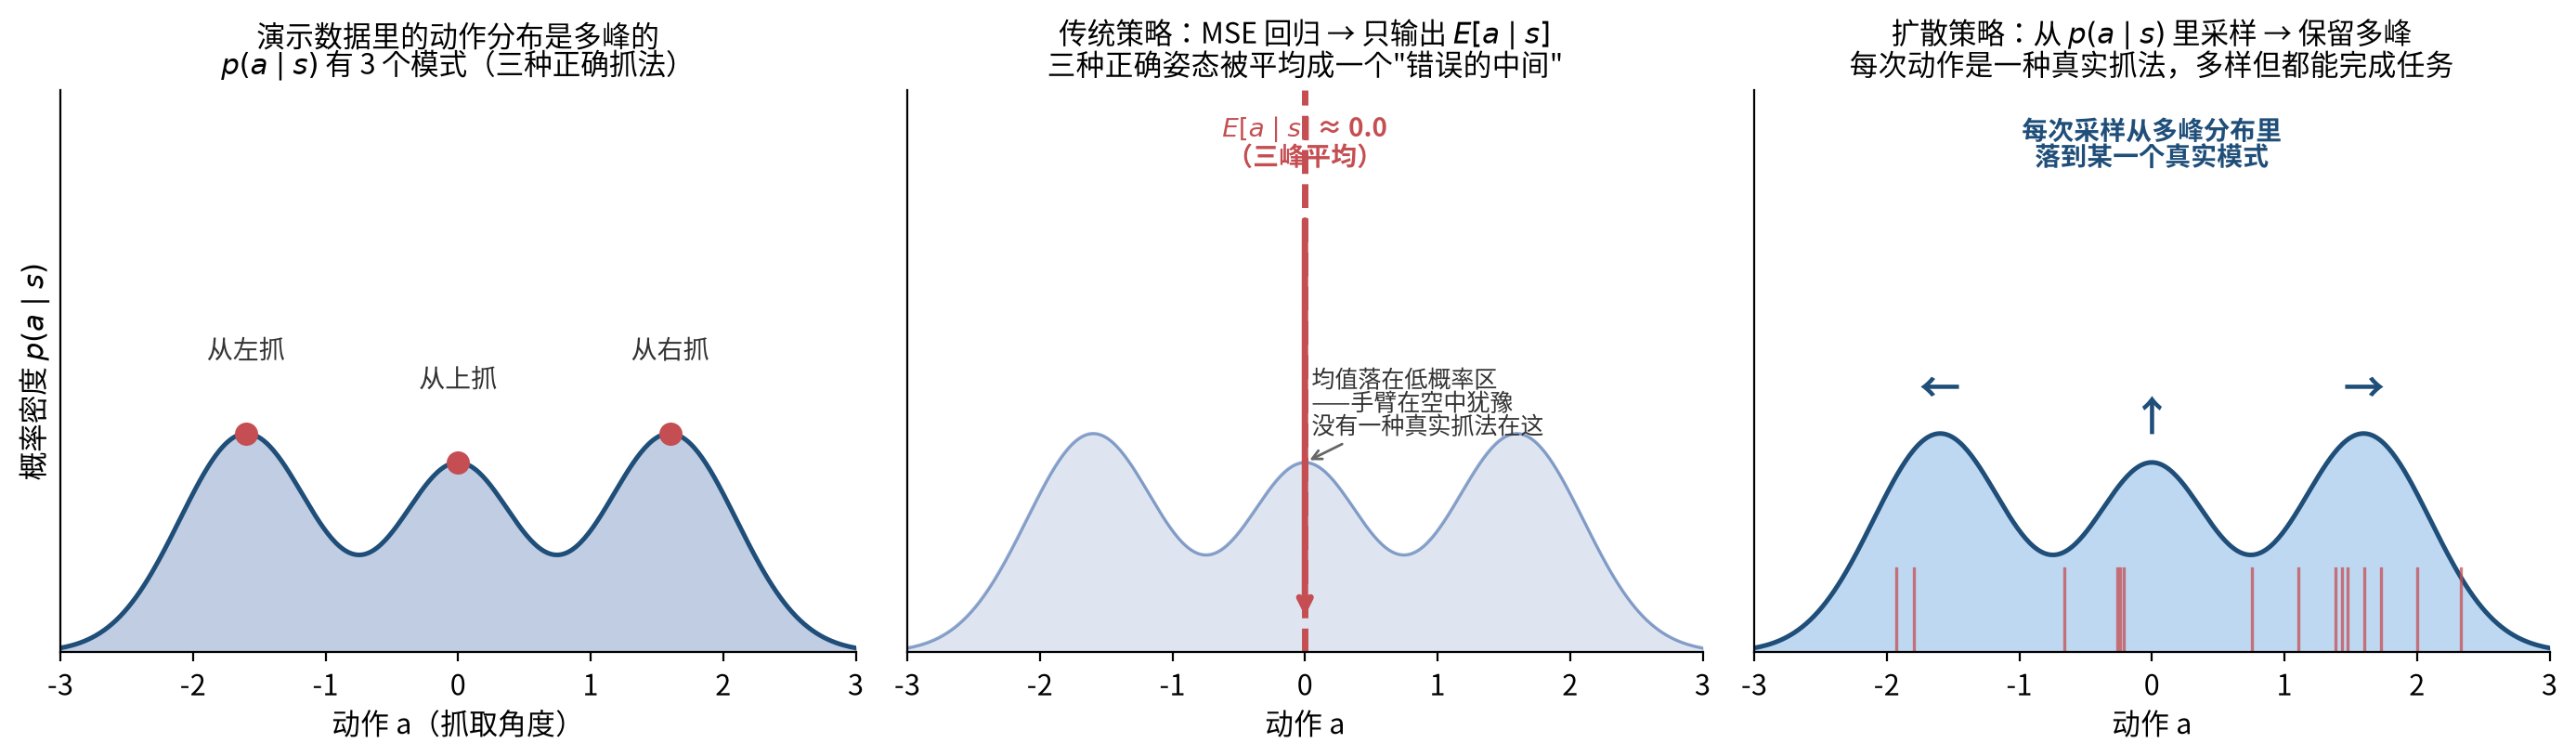 演示数据里的动作分布是多峰的
p(a | s) 有 3 个模式（三种正确抓法）
概率密度 p(a | s)
从左抓
从上抓
从右抓
-3 -2 -1 0 1 2 3
动作 a（抓取角度）
传统策略：MSE 回归 → 只输出 E[a | s]
三种正确姿态被平均成一个"错误的中间"
E[a | s] ≈ 0.0
（三峰平均）
均值落在低概率区
——手臂在空中犹豫
没有一种真实抓法在这
-3 -2 -1 0 1 2 3
动作 a
扩散策略：从 p(a | s) 里采样 → 保留多峰
每次动作是一种真实抓法，多样但都能完成任务
每次采样从多峰分布里
落到某一个真实模式
← ↑ →
-3 -2 -1 0 1 2 3
动作 a